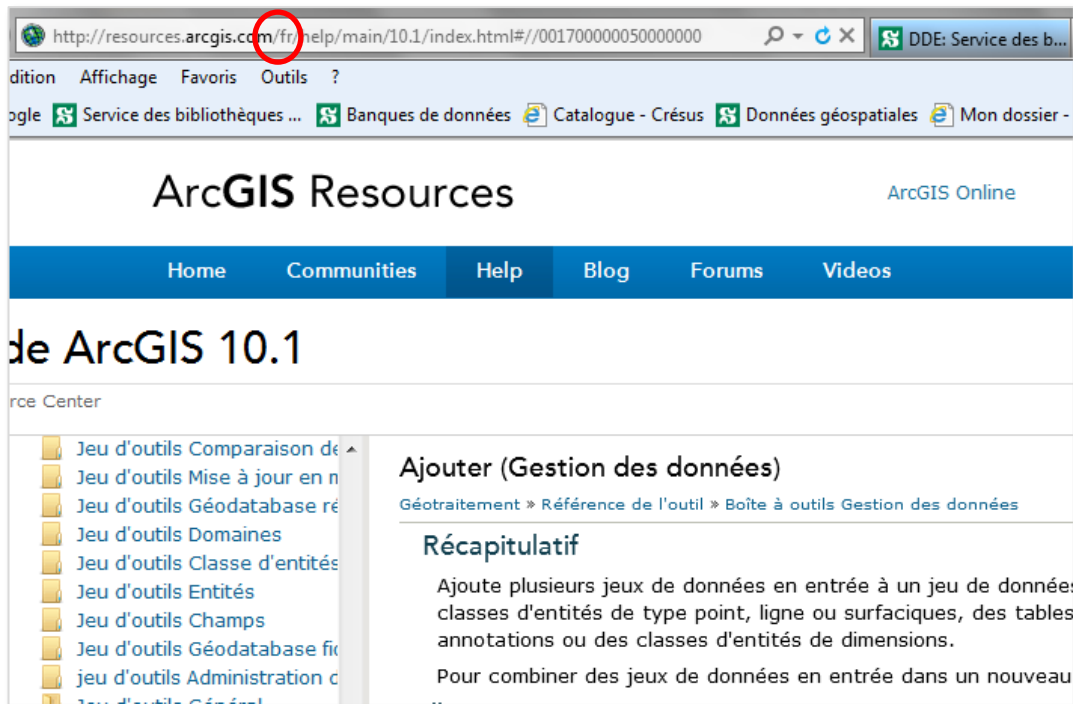 http://resources.arcgis.com/fr/help/main/10.1/index.html#//001700000050000000 DDE: Service des b...
dition Affichage Favoris Outils ?
ogle Service des bibliothèques ... Banques de données Catalogue - Crésus Données géospatiales Mon dossier -
ArcGIS Resources
ArcGIS Online
Home Communities Help Blog Forums Videos
de ArcGIS 10.1
rce Center
Jeu d'outils Comparaison de
Jeu d'outils Mise à jour en m
Jeu d'outils Géodatabase ré
Jeu d'outils Domaines
Jeu d'outils Classe d'entités
Jeu d'outils Entités
Jeu d'outils Champs
Jeu d'outils Géodatabase fic
jeu d'outils Administration d
Jeu d'outils Général
Ajouter (Gestion des données)
Géotraitement » Référence de l'outil » Boîte à outils Gestion des données
Récapitulatif
Ajoute plusieurs jeux de données en entrée à un jeu de données
classes d'entités de type point, ligne ou surfaciques, des tables
annotations ou des classes d'entités de dimensions.
Pour combiner des jeux de données en entrée dans un nouveau